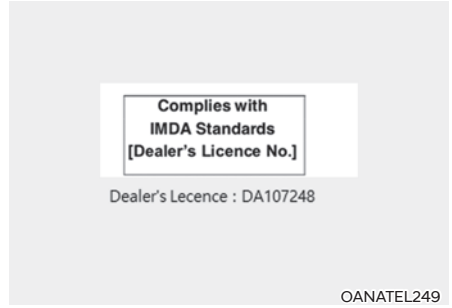 Complies with
IMDA Standards
[Dealer's Licence No.]
Dealer's Lecence : DA107248
OANATEL249